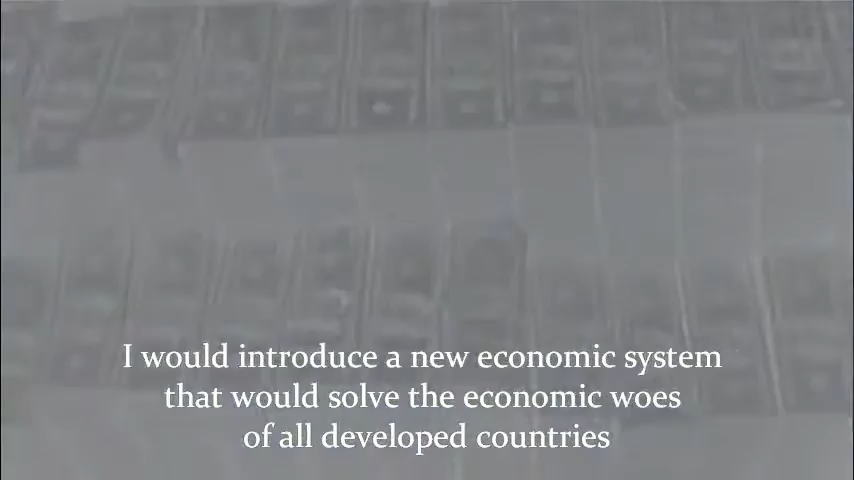 I would introduce a new economic system
that would solve the economic woes
of all developed countries